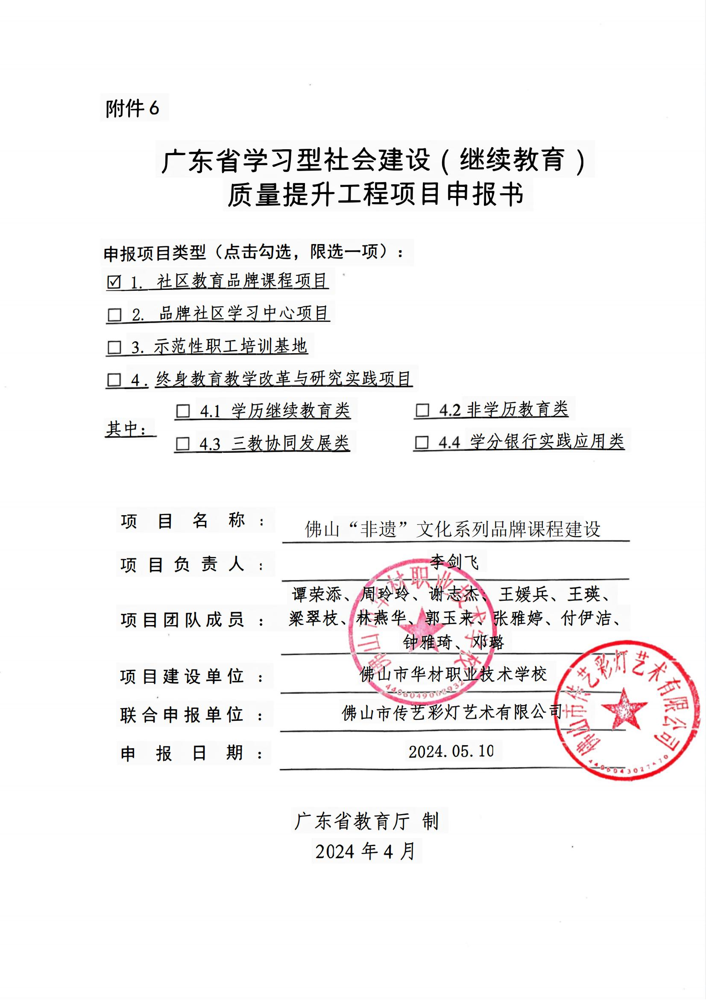 附件 6
广东省学习型社会建设（继续教育）
质量提升工程项目申报书
申报项目类型（点击勾选，限选一项）：
☑ 1. 社区教育品牌课程项目
☐ 2. 品牌社区学习中心项目
☐ 3. 示范性职工培训基地
☐ 4. 终身教育教学改革与研究实践项目
其中：
☐ 4.1 学历继续教育类 ☐ 4.2 非学历教育类
☐ 4.3 三教协同发展类 ☐ 4.4 学分银行实践应用类
项目名称： 佛山“非遗”文化系列品牌课程建设
项目负责人： 李剑飞
项目团队成员： 谭荣添、周玲玲、谢志杰、王媛兵、王瑛、
梁翠枝、林燕华、郭玉来、张雅婷、付伊洁、
钟雅琦、邓璐
项目建设单位： 佛山市华材职业技术学校
联合申报单位： 佛山市传艺彩灯艺术有限公司
申报日期： 2024.05.10
佛山市华材职业技术学校
佛山市传艺彩灯艺术有限公司
广东省教育厅 制
2024 年 4 月